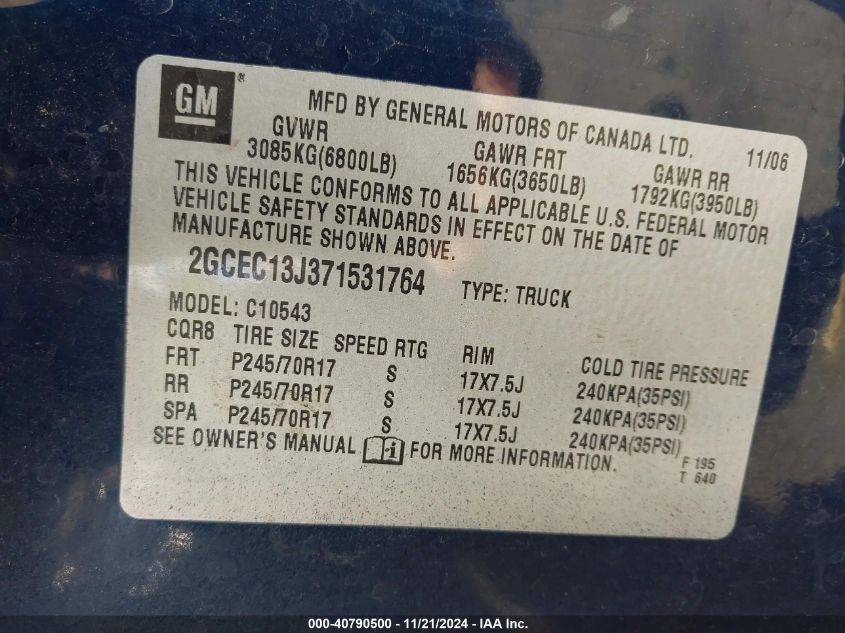 GM ®
MFD BY GENERAL MOTORS OF CANADA LTD. 11/06
GVWR GAWR FRT GAWR RR
3085KG(6800LB) 1656KG(3650LB) 1792KG(3950LB)
THIS VEHICLE CONFORMS TO ALL APPLICABLE U.S. FEDERAL MOTOR
VEHICLE SAFETY STANDARDS IN EFFECT ON THE DATE OF
MANUFACTURE SHOWN ABOVE.
2GCEC13J371531764 TYPE: TRUCK
MODEL: C10543
CQR8 TIRE SIZE SPEED RTG RIM COLD TIRE PRESSURE
FRT P245/70R17 S 17X7.5J 240KPA(35PSI)
RR P245/70R17 S 17X7.5J 240KPA(35PSI)
SPA P245/70R17 S 17X7.5J 240KPA(35PSI)
SEE OWNER'S MANUAL i FOR MORE INFORMATION. F 195
T 640
000-40790500 - 11/21/2024 - IAA Inc.